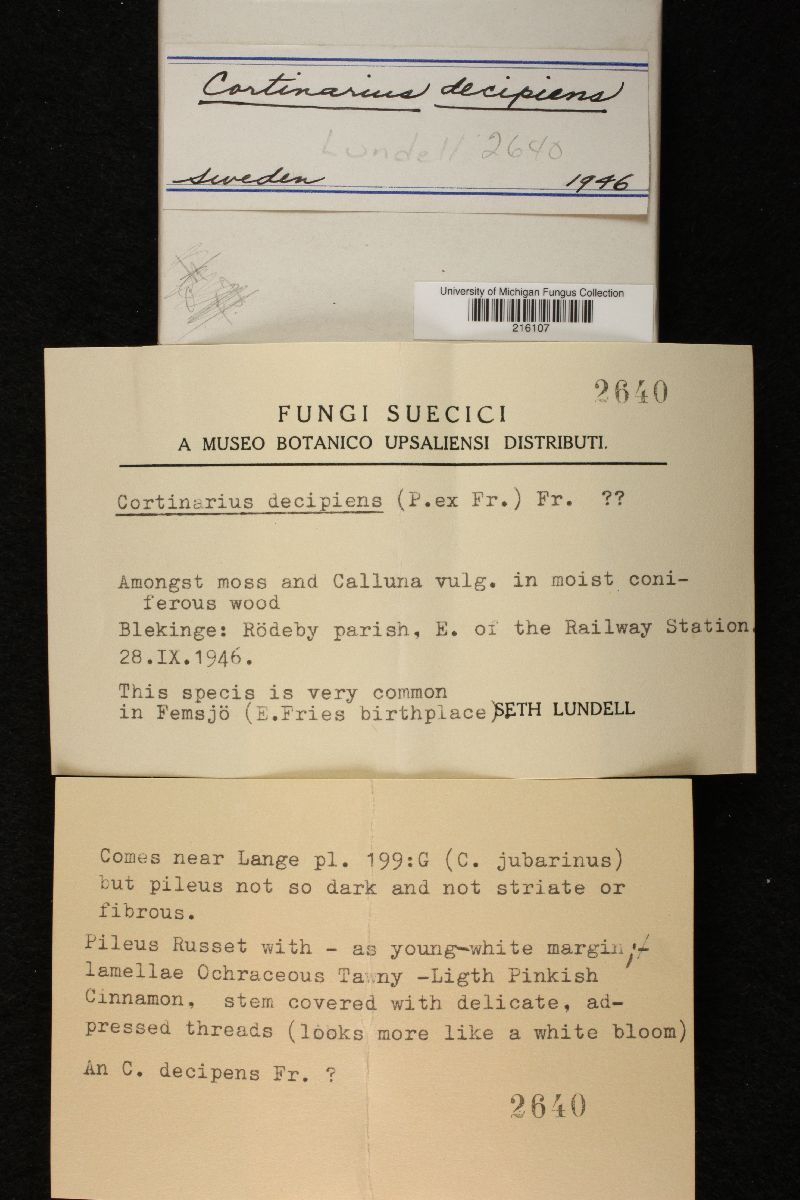 Cortinarius decipiens
Lundell 2640
Sweden 1946
University of Michigan Fungus Collection
216107
2640
FUNGI SUECICI
A MUSEO BOTANICO UPSALIENSI DISTRIBUTI.
Cortinarius decipiens (P.ex Fr.) Fr. ??
Amongst moss and Calluna vulg. in moist coni-
ferous wood
Blekinge: Rödeby parish, E. of the Railway Station.
28.IX.1946.
This specis is very common
in Femsjö (E.Fries birthplace). SETH LUNDELL
Comes near Lange pl. 199:G (C. jubarinus)
but pileus not so dark and not striate or
fibrous.
Pileus Russet with - as young-white margin;
lamellae Ochraceous Tawny -Ligth Pinkish
Cinnamon, stem covered with delicate, ad-
pressed threads (looks more like a white bloom)
An C. decipens Fr. ?
2640